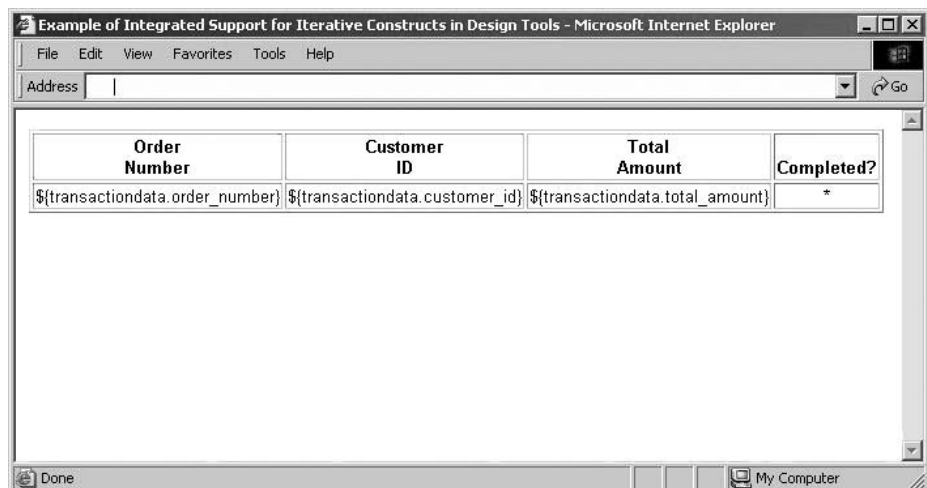 Example of Integrated Support for Iterative Constructs in Design Tools - Microsoft Internet Explorer
File Edit View Favorites Tools Help
Address Go
Order Customer Total
Number ID Amount Completed?
${transactiondata.order_number} ${transactiondata.customer_id} ${transactiondata.total_amount} *
Done My Computer